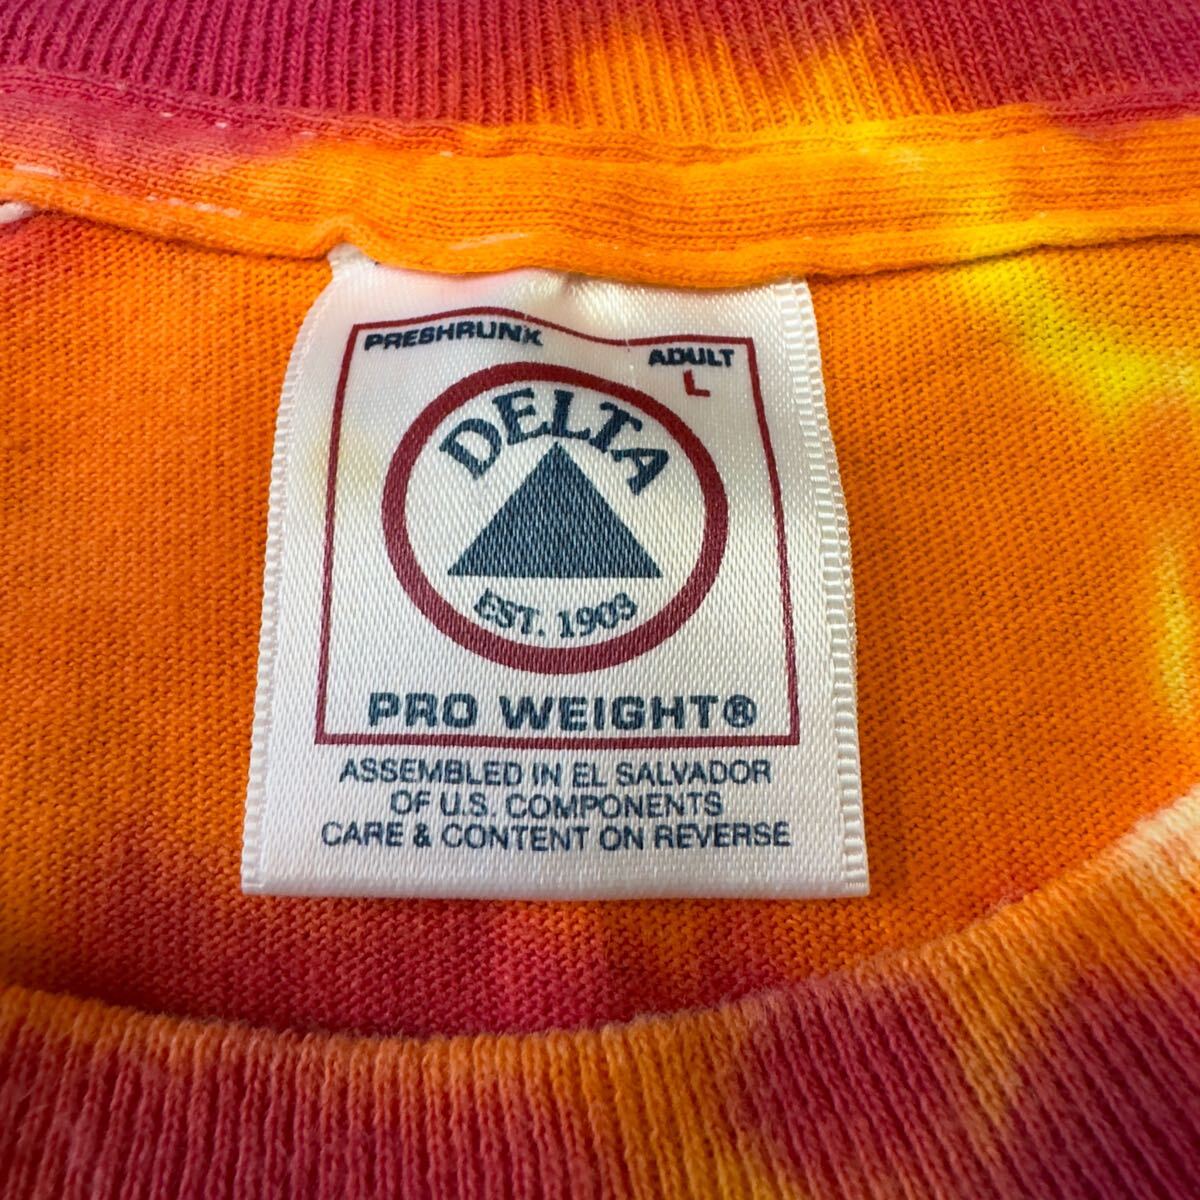 PRESHRUNK
ADULT
L
DELTA
EST. 1903
PRO WEIGHT®
ASSEMBLED IN EL SALVADOR
OF U.S. COMPONENTS
CARE & CONTENT ON REVERSE